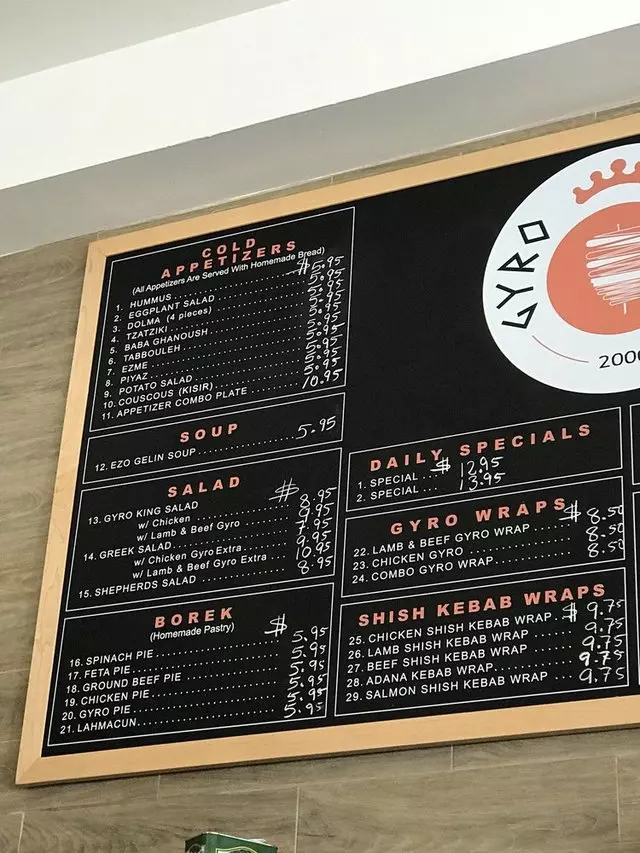 COLD
APPETIZERS
(All Appetizers Are Served With Homemade Bread)
1. HUMMUS $5.95
2. EGGPLANT SALAD 5.95
3. DOLMA (4 pieces) 5.95
4. TZATZIKI 5.95
5. BABA GHANOUSH 5.95
6. TABBOULEH 5.95
7. EZME 5.95
8. PIYAZ 5.95
9. POTATO SALAD 5.95
10. COUSCOUS (KISIR) 5.95
11. APPETIZER COMBO PLATE 10.95
SOUP
12. EZO GELIN SOUP 5.95
SALAD
13. GYRO KING SALAD $
w/ Chicken 8.95
w/ Lamb & Beef Gyro 9.95
14. GREEK SALAD 7.95
w/ Chicken Gyro Extra 9.95
w/ Lamb & Beef Gyro Extra 10.95
15. SHEPHERDS SALAD 8.95
BOREK
(Homemade Pastry) $
16. SPINACH PIE 5.95
17. FETA PIE 5.95
18. GROUND BEEF PIE 5.95
19. CHICKEN PIE 5.95
20. GYRO PIE 5.95
21. LAHMACUN 5.95
GYRO
2000
DAILY SPECIALS
1. SPECIAL $ 12.95
2. SPECIAL 13.95
GYRO WRAPS
22. LAMB & BEEF GYRO WRAP $8.50
23. CHICKEN GYRO 8.50
24. COMBO GYRO WRAP 8.50
SHISH KEBAB WRAPS
25. CHICKEN SHISH KEBAB WRAP $9.75
26. LAMB SHISH KEBAB WRAP 9.75
27. BEEF SHISH KEBAB WRAP 9.75
28. ADANA KEBAB WRAP 9.75
29. SALMON SHISH KEBAB WRAP 9.75